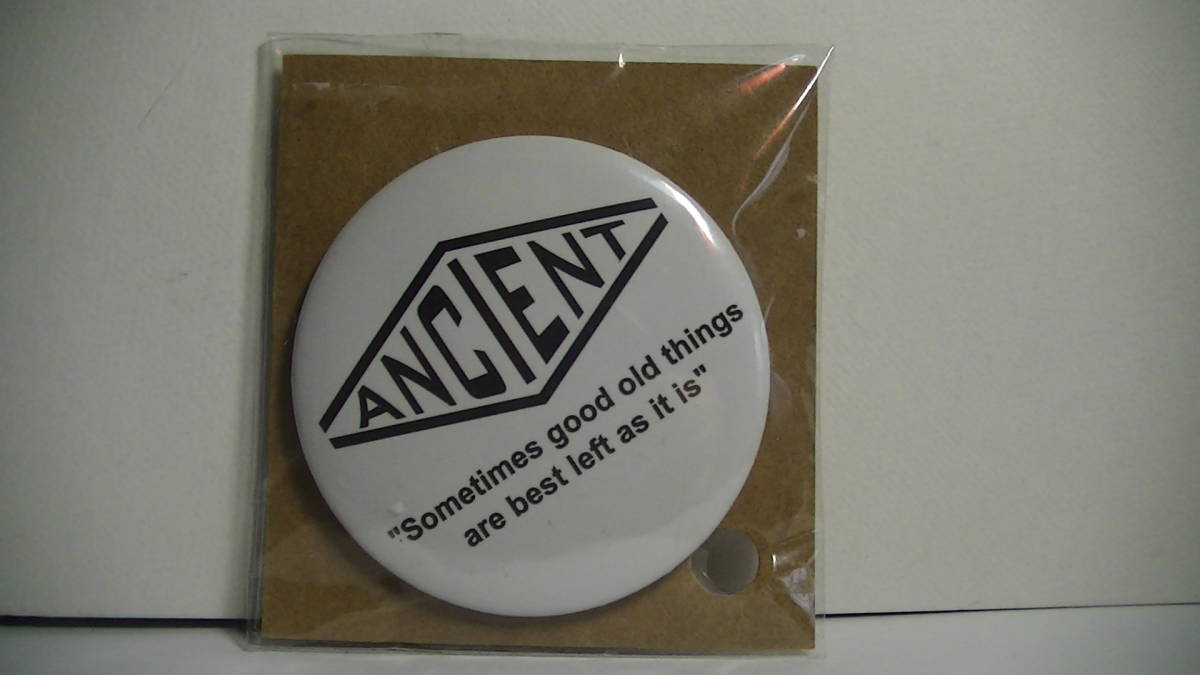 ANCIENT
"Sometimes good old things
are best left as it is"